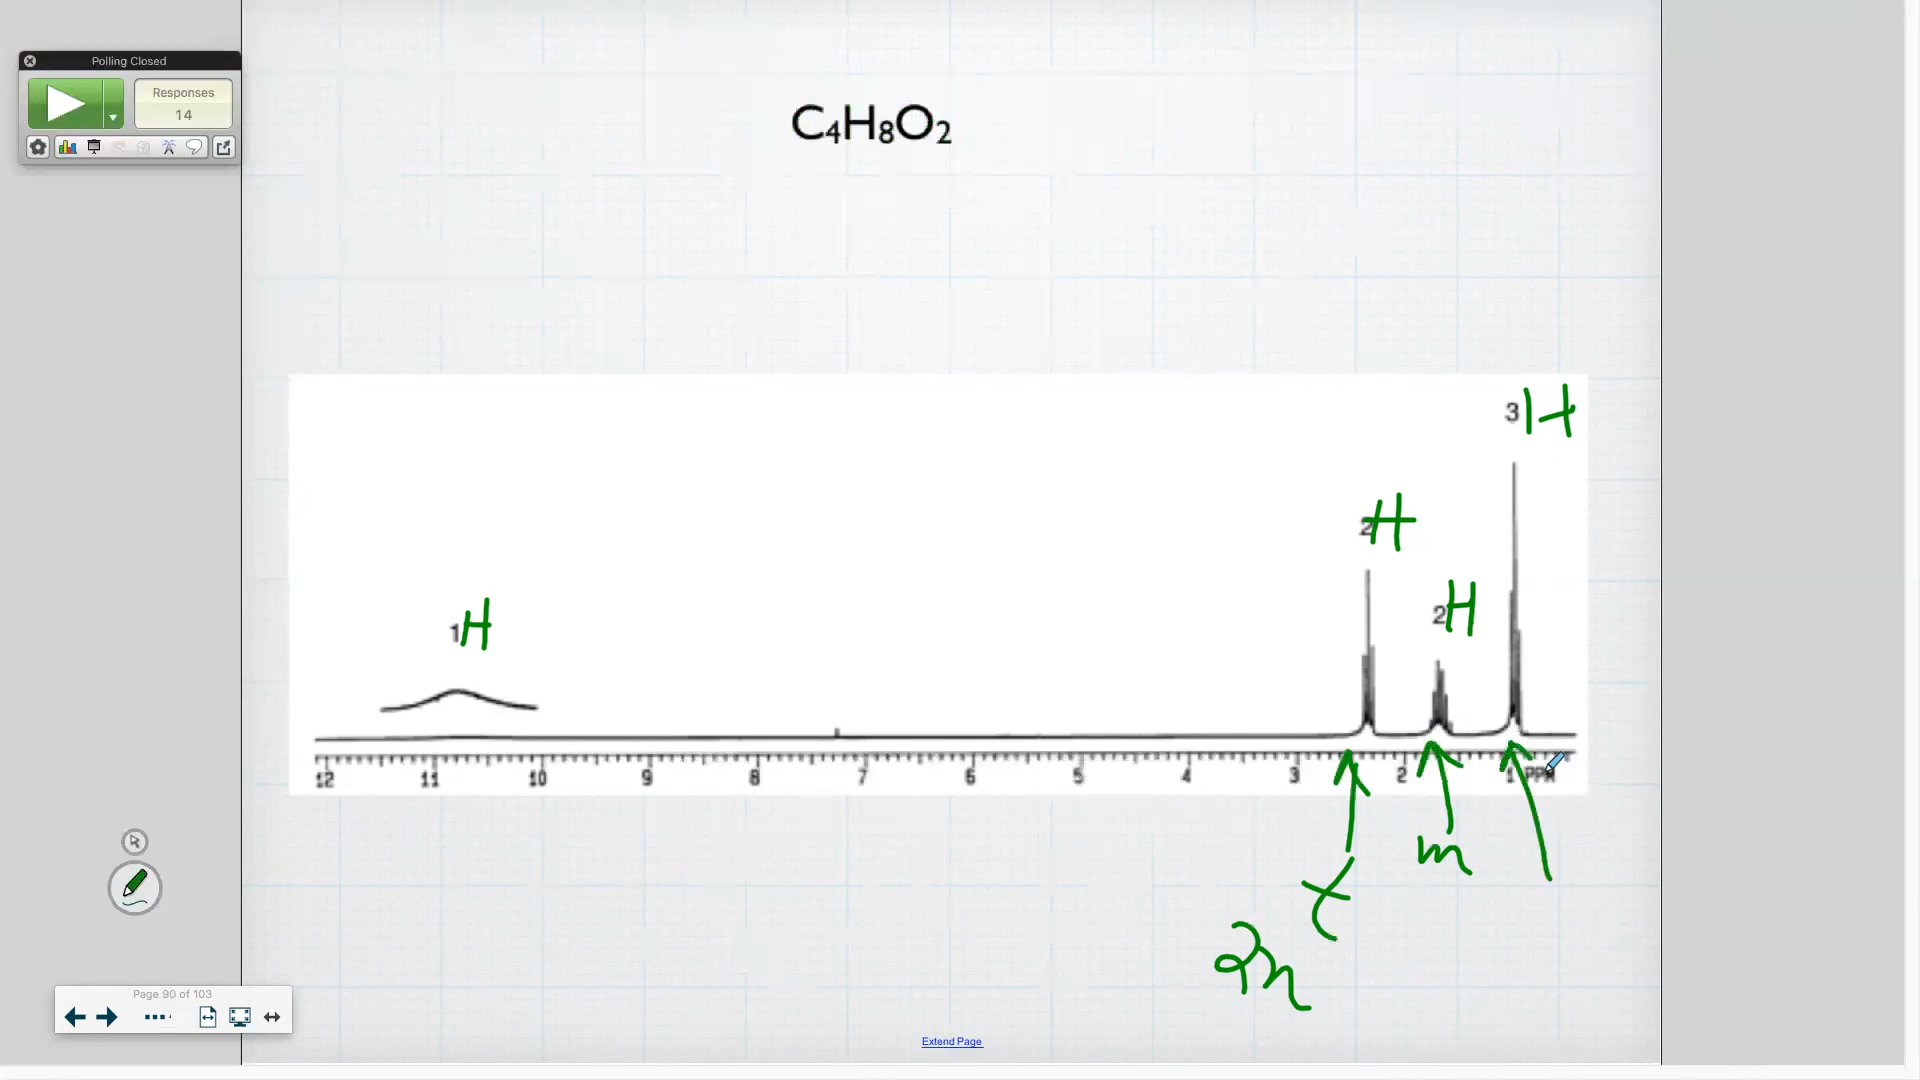 Polling Closed
Responses
14
C₄H₈O₂
3H
2H
2H
1H
12 11 10 9 8 7 6 5 4 3 2 1 PPM
m
t
2n
Page 90 of 103
Extend Page